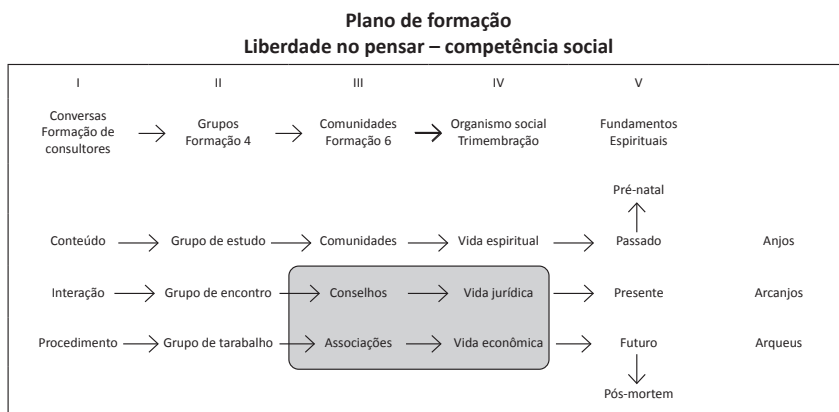 Plano de formação
Liberdade no pensar – competência social
I II III IV V
Conversas
Formação de
consultores
Grupos
Formação 4
Comunidades
Formação 6
Organismo social
Trimembração
Fundamentos
Espirituais
Pré-natal
Conteúdo Grupo de estudo Comunidades Vida espiritual Passado Anjos
Interação Grupo de encontro Conselhos Vida jurídica Presente Arcanjos
Procedimento Grupo de tarabalho Associações Vida econômica Futuro Arqueus
Pós-mortem